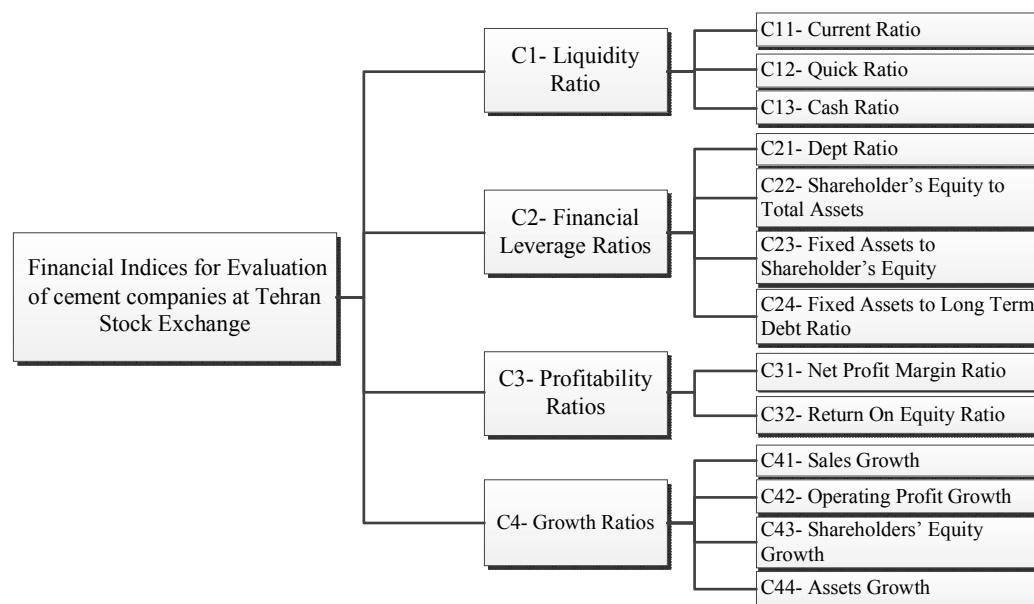 Financial Indices for Evaluation
of cement companies at Tehran
Stock Exchange
C1- Liquidity
Ratio
C11- Current Ratio
C12- Quick Ratio
C13- Cash Ratio
C2- Financial
Leverage Ratios
C21- Dept Ratio
C22- Shareholder’s Equity to
Total Assets
C23- Fixed Assets to
Shareholder’s Equity
C24- Fixed Assets to Long Term
Debt Ratio
C3- Profitability
Ratios
C31- Net Profit Margin Ratio
C32- Return On Equity Ratio
C4- Growth Ratios
C41- Sales Growth
C42- Operating Profit Growth
C43- Shareholders’ Equity
Growth
C44- Assets Growth